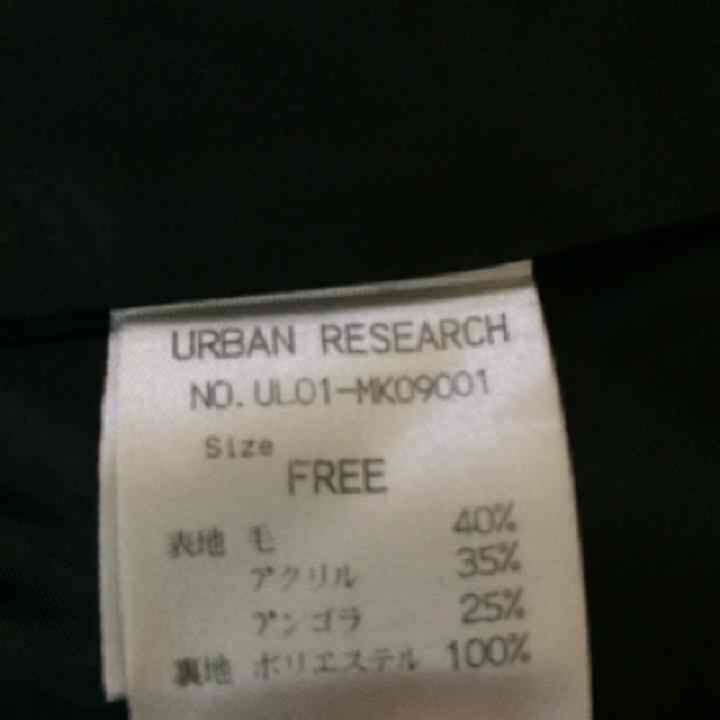 URBAN RESEARCH
NO. UL01-MK09001
Size
FREE
表地 毛 40%
アクリル 35%
アンゴラ 25%
裏地 ポリエステル 100%